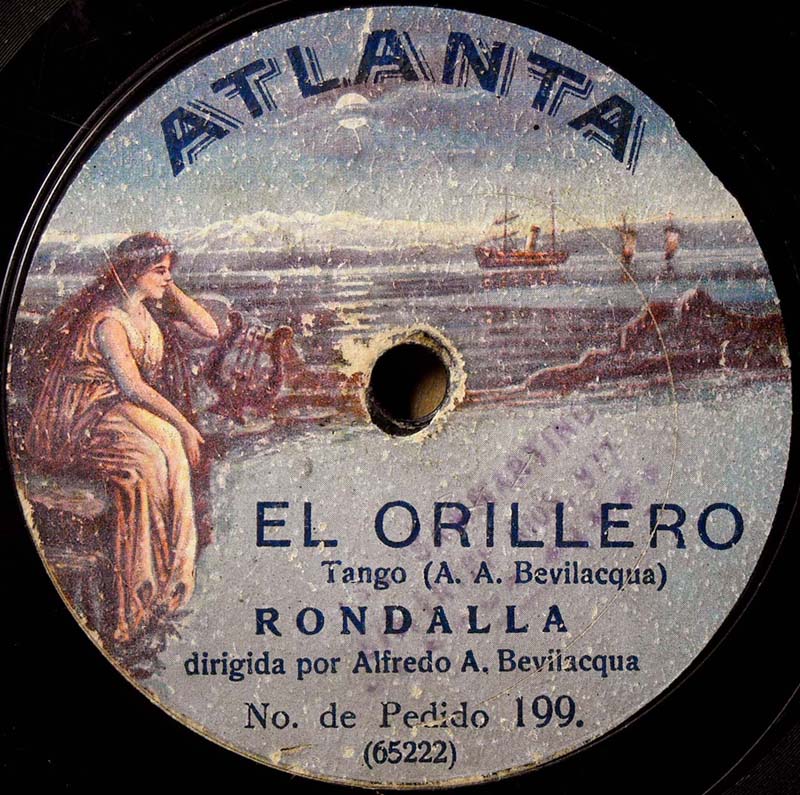 ATLANTA
EL ORILLERO
Tango (A. A. Bevilacqua)
RONDALLA
dirigida por Alfredo A. Bevilacqua
No. de Pedido 199.
(65222)